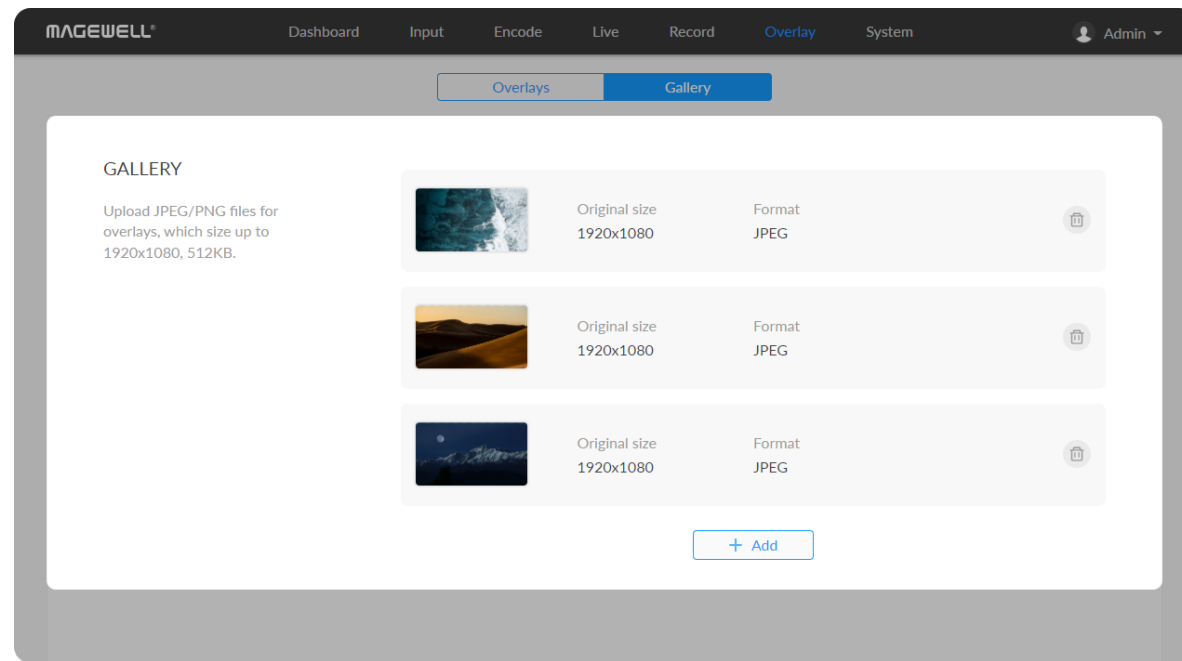 MAGEWELL® Dashboard Input Encode Live Record Overlay System Admin
Overlays Gallery
GALLERY
Upload JPEG/PNG files for
overlays, which size up to
1920x1080, 512KB.
Original size Format
1920x1080 JPEG
Original size Format
1920x1080 JPEG
Original size Format
1920x1080 JPEG
+ Add